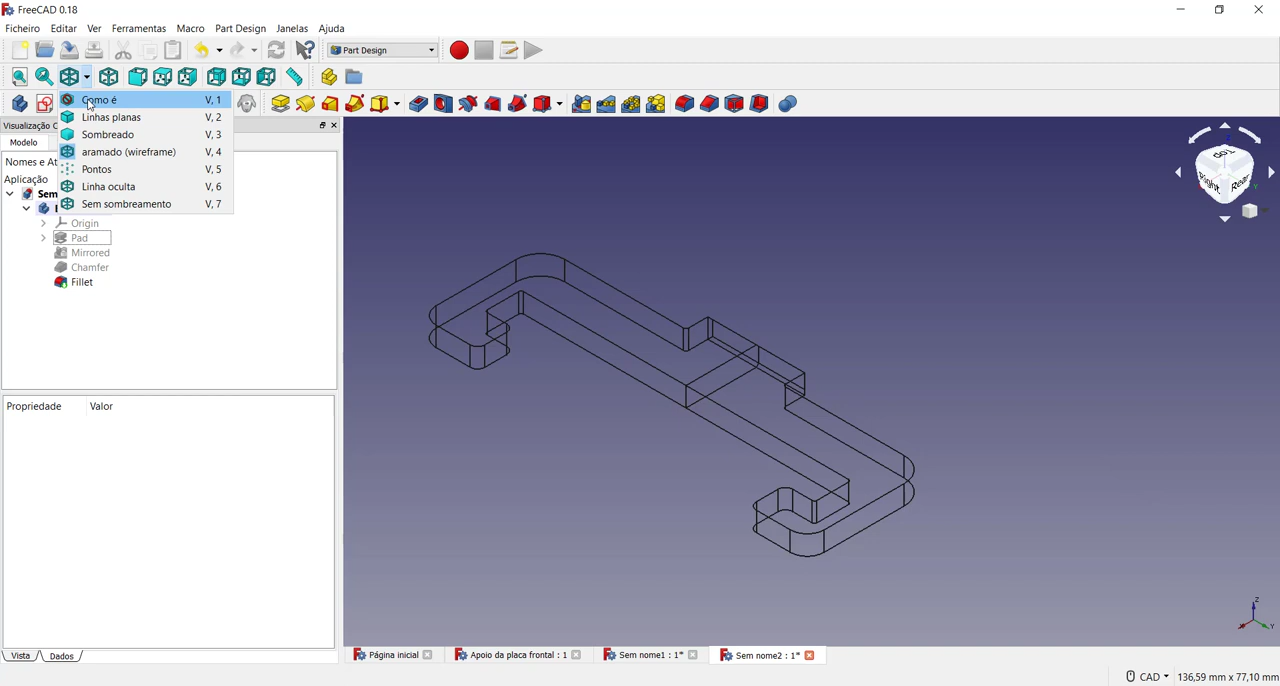 FreeCAD 0.18
Ficheiro Editar Ver Ferramentas Macro Part Design Janelas Ajuda
Part Design
Como é V, 1
Linhas planas V, 2
Sombreado V, 3
aramado (wireframe) V, 4
Pontos V, 5
Linha oculta V, 6
Sem sombreamento V, 7
Visualização C
Modelo
Nomes e At
Aplicação
Sem
Origin
Pad
Mirrored
Chamfer
Fillet
Propriedade Valor
Vista Dados
Top
Right Rear
Z
X Y
Página inicial Apoio da placa frontal : 1 Sem nome1 : 1* Sem nome2 : 1*
CAD 136,59 mm x 77,10 mm